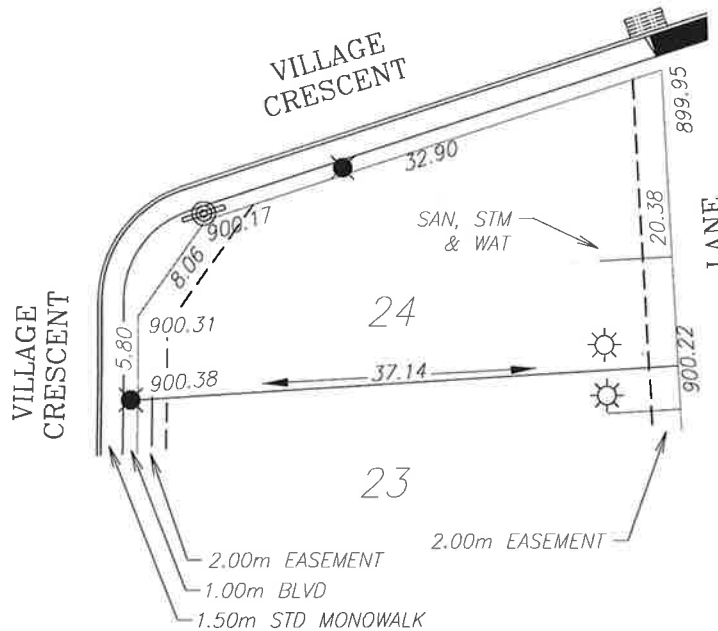 VILLAGE
CRESCENT
899.95
32.90
900.17
SAN, STM
& WAT
20.38
LANE
8.06
24
900.31
VILLAGE
CRESCENT
5.80
900.38
37.14
900.22
23
2.00m EASEMENT
2.00m EASEMENT
1.00m BLVD
1.50m STD MONOWALK